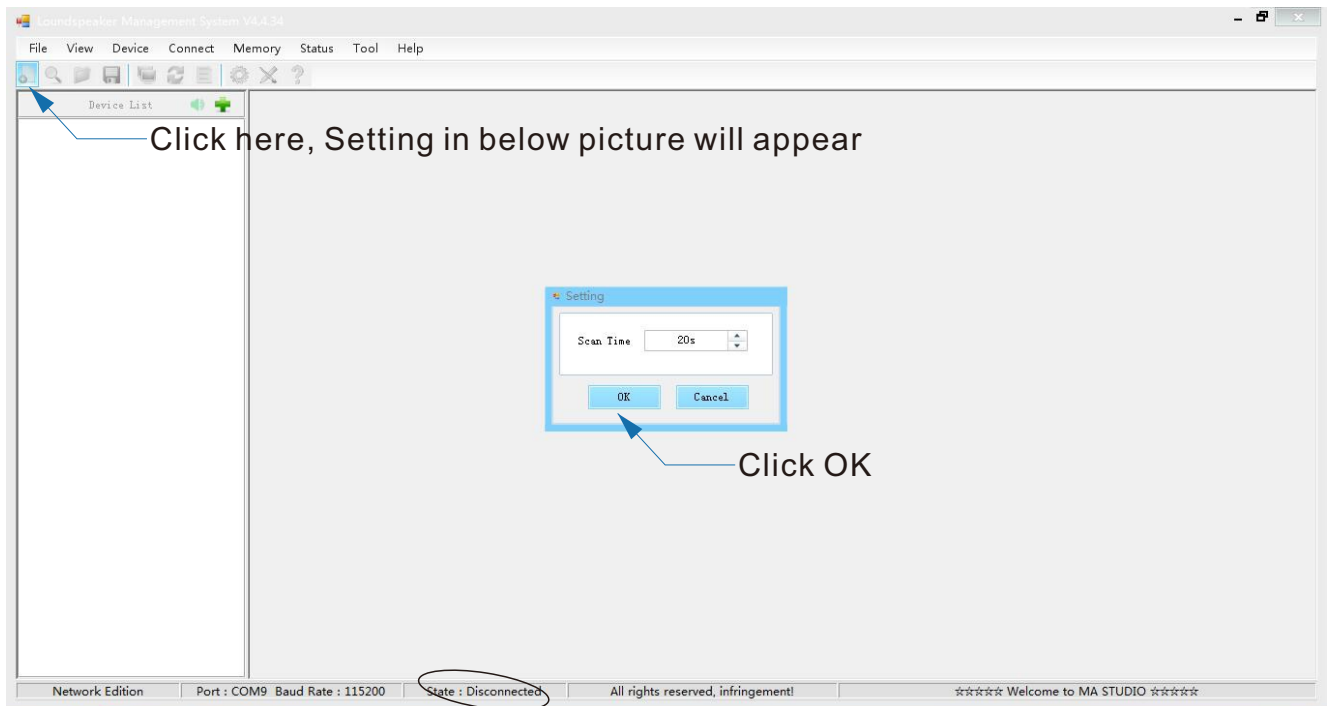 Loundspeaker Management System V4.4.34
File View Device Connect Memory Status Tool Help
Device List
Click here, Setting in below picture will appear
Setting
Scan Time 20s
OK Cancel
Click OK
Network Edition Port : COM9 Baud Rate : 115200 State : Disconnected All rights reserved, infringement! ☆☆☆☆☆ Welcome to MA STUDIO ☆☆☆☆☆